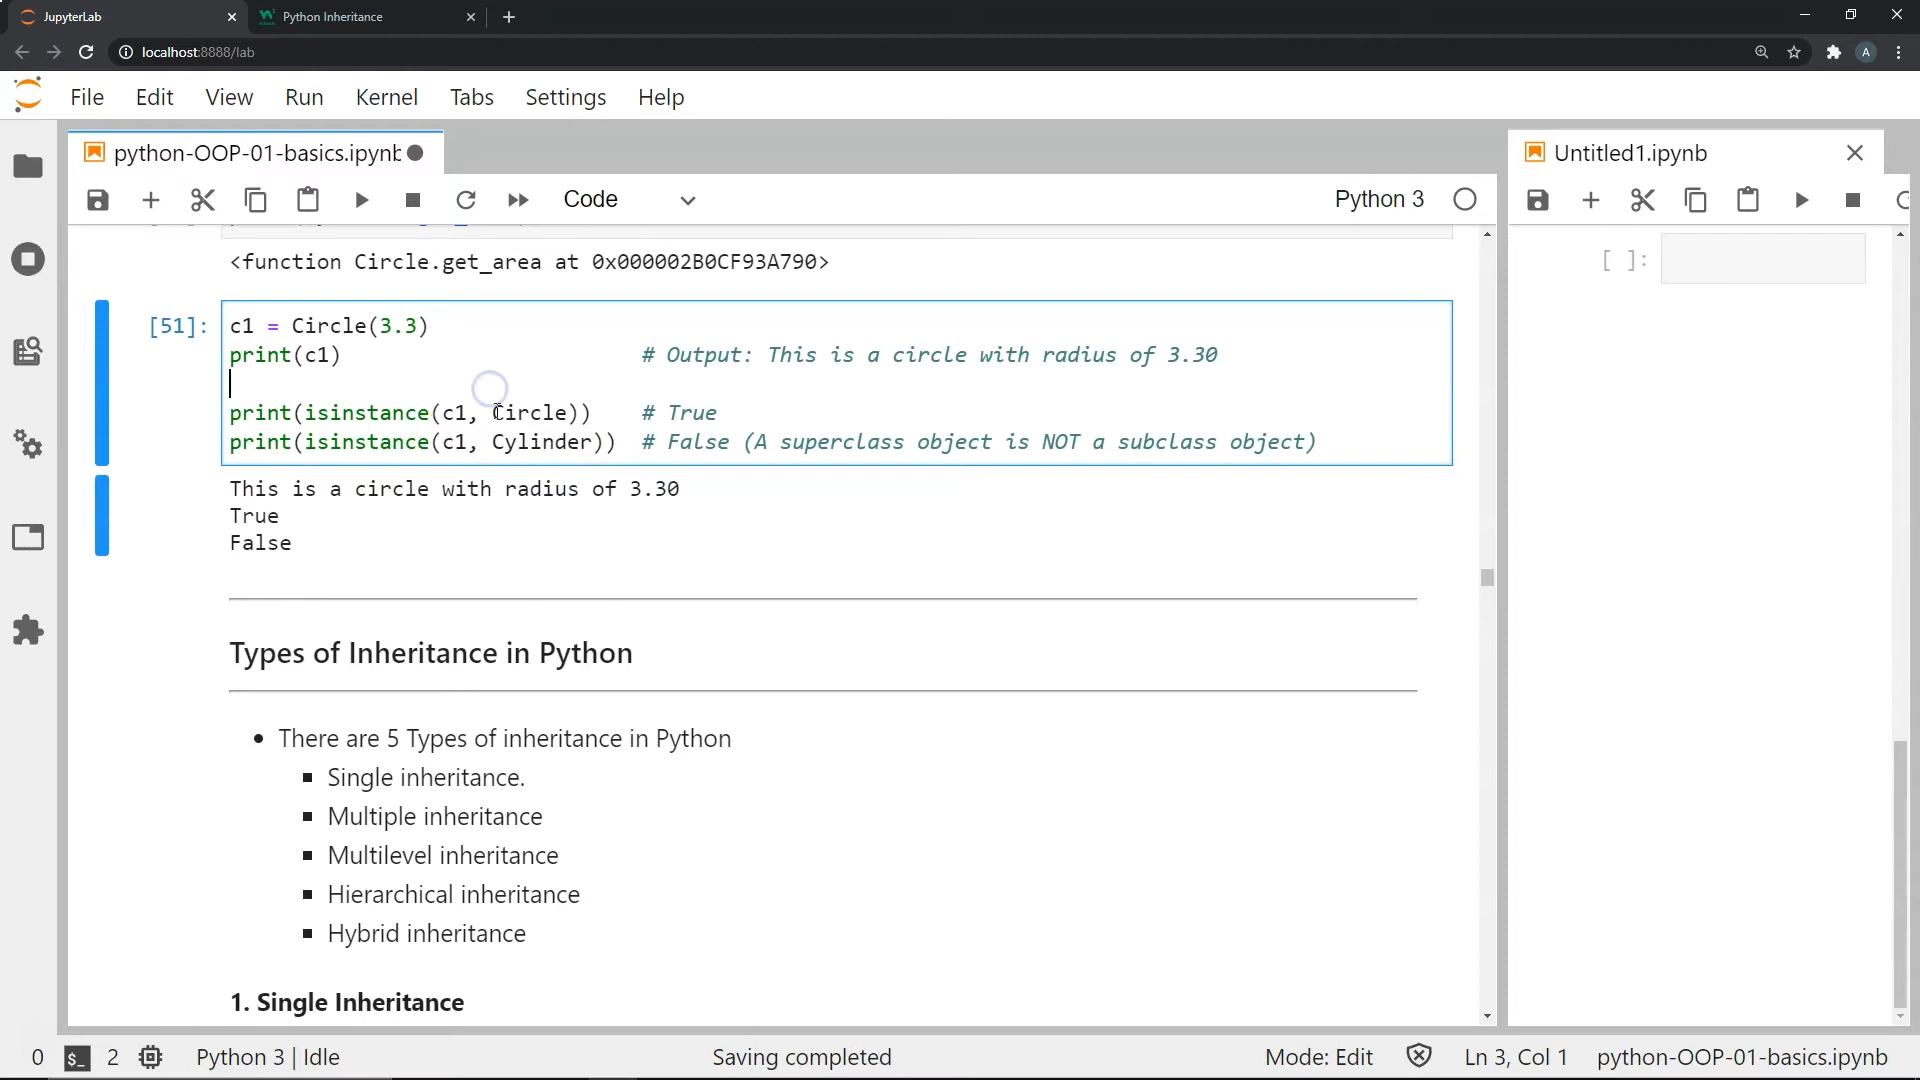 JupyterLab
Python Inheritance
localhost:8888/lab
A
File Edit View Run Kernel Tabs Settings Help
python-OOP-01-basics.ipynb
Untitled1.ipynb
Code
Python 3
<function Circle.get_area at 0x000002B0CF93A790>
[ ]:
[51]: c1 = Circle(3.3)
print(c1) # Output: This is a circle with radius of 3.30
print(isinstance(c1, Circle)) # True
print(isinstance(c1, Cylinder)) # False (A superclass object is NOT a subclass object)
This is a circle with radius of 3.30
True
False
Types of Inheritance in Python
There are 5 Types of inheritance in Python
Single inheritance.
Multiple inheritance
Multilevel inheritance
Hierarchical inheritance
Hybrid inheritance
1. Single Inheritance
0 $_ 2 Python 3 | Idle Saving completed Mode: Edit Ln 3, Col 1 python-OOP-01-basics.ipynb